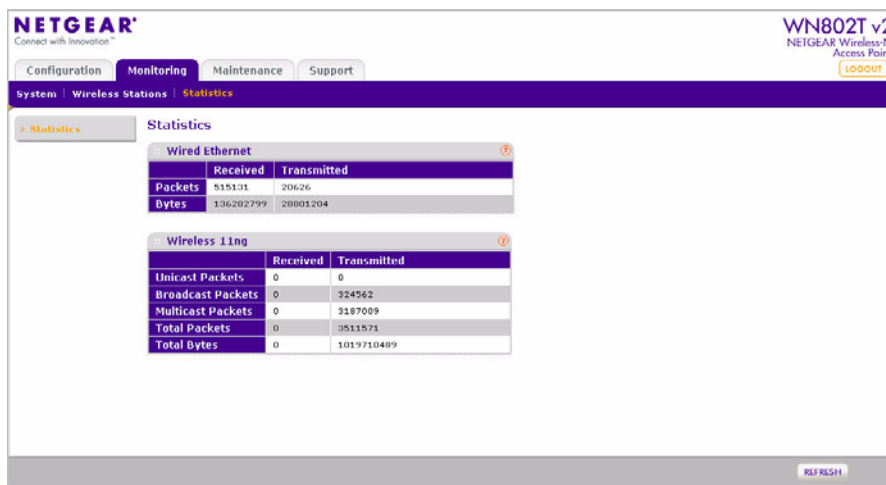 NETGEAR®
Connect with Innovation™
WN802T v2
NETGEAR Wireless-N
Access Poin
LOGOUT
Configuration Monitoring Maintenance Support
System | Wireless Stations | Statistics
> Statistics
Statistics
Wired Ethernet
Received Transmitted
Packets 515131 20626
Bytes 136282799 28801204
Wireless 11ng
Received Transmitted
Unicast Packets 0 0
Broadcast Packets 0 324562
Multicast Packets 0 3187009
Total Packets 0 3511571
Total Bytes 0 1019710489
REFRESH